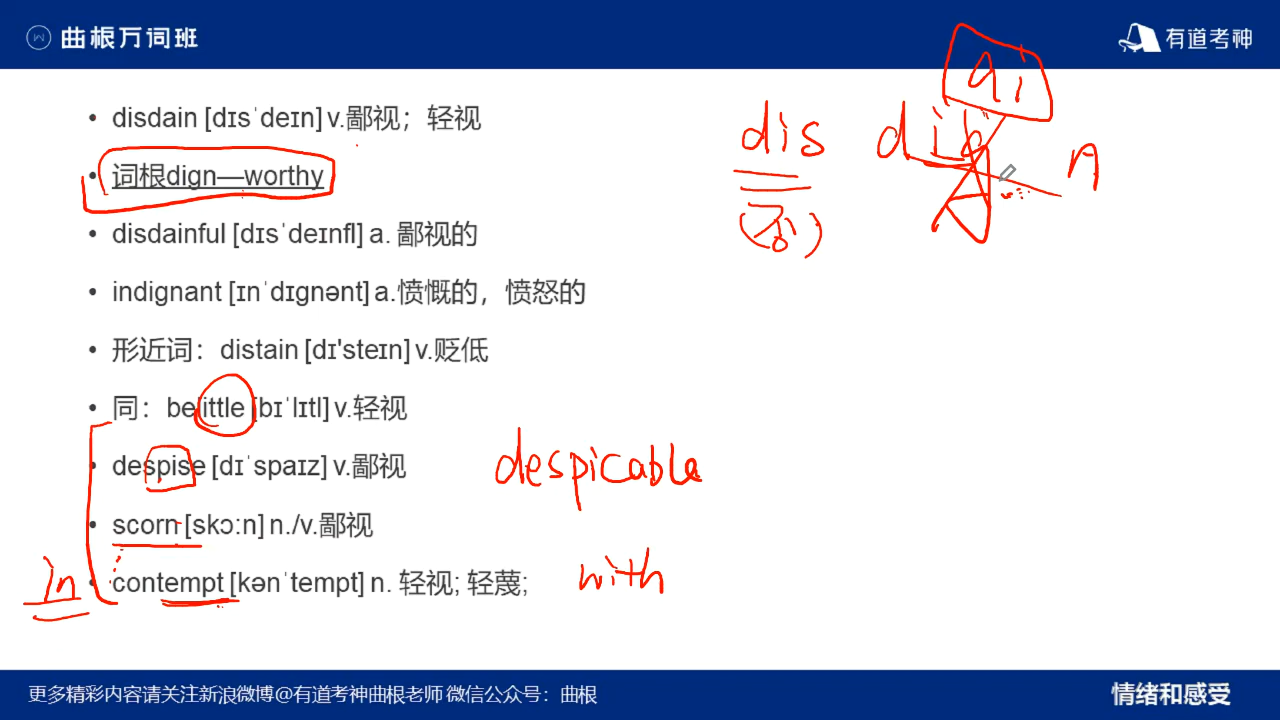 曲根万词班
有道考神
disdain [dɪsˈdeɪn] v.鄙视；轻视
词根dign—worthy
disdainful [dɪsˈdeɪnfl] a. 鄙视的
indignant [ɪnˈdɪgnənt] a.愤慨的，愤怒的
形近词：distain [dɪ'steɪn] v.贬低
同：belittle [bɪˈlɪtl] v.轻视
despise [dɪˈspaɪz] v.鄙视
scorn [skɔːn] n./v.鄙视
contempt [kənˈtempt] n. 轻视; 轻蔑;
ai
dis
n
(否)
despicable
with
in
更多精彩内容请关注新浪微博@有道考神曲根老师 微信公众号：曲根
情绪和感受